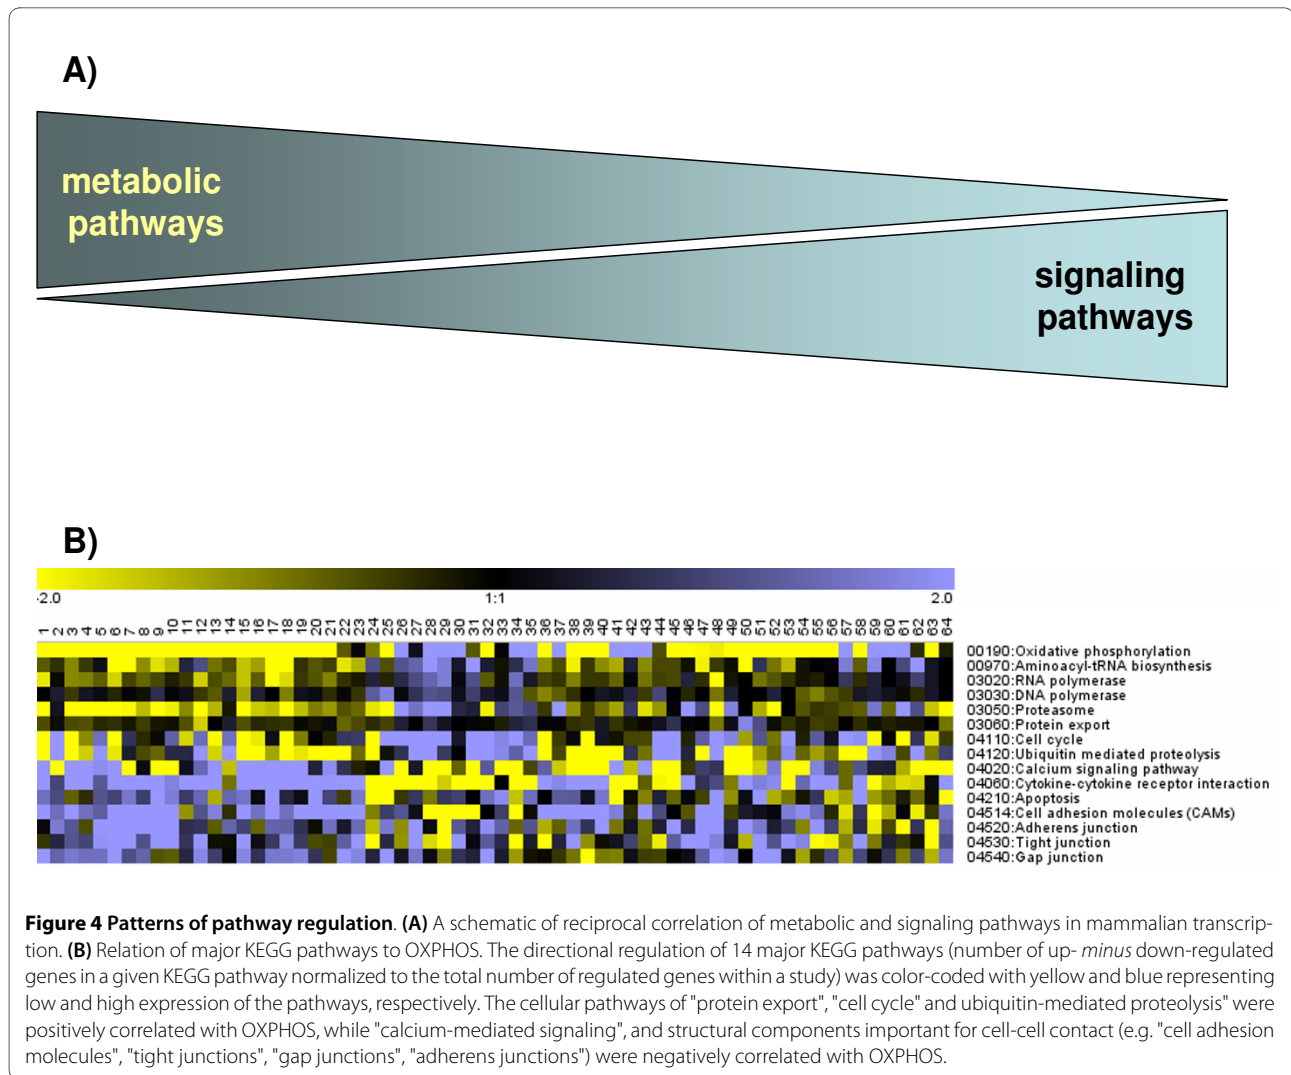 A)
metabolic
pathways
signaling
pathways
B)
-2.0 1:1 2.0
1 2 3 4 5 6 7 8 9 10 11 12 13 14 15 16 17 18 19 20 21 22 23 24 25 26 27 28 29 30 31 32 33 34 35 36 37 38 39 40 41 42 43 44 45 46 47 48 49 50 51 52 53 54 55 56 57 58 59 60 61 62 63 64
00190:Oxidative phosphorylation
00970:Aminoacyl-tRNA biosynthesis
03020:RNA polymerase
03030:DNA polymerase
03050:Proteasome
03060:Protein export
04110:Cell cycle
04120:Ubiquitin mediated proteolysis
04020:Calcium signaling pathway
04060:Cytokine-cytokine receptor interaction
04210:Apoptosis
04514:Cell adhesion molecules (CAMs)
04520:Adherens junction
04530:Tight junction
04540:Gap junction
Figure 4 Patterns of pathway regulation. (A) A schematic of reciprocal correlation of metabolic and signaling pathways in mammalian transcrip-
tion. (B) Relation of major KEGG pathways to OXPHOS. The directional regulation of 14 major KEGG pathways (number of up- minus down-regulated
genes in a given KEGG pathway normalized to the total number of regulated genes within a study) was color-coded with yellow and blue representing
low and high expression of the pathways, respectively. The cellular pathways of "protein export", "cell cycle" and ubiquitin-mediated proteolysis" were
positively correlated with OXPHOS, while "calcium-mediated signaling", and structural components important for cell-cell contact (e.g. "cell adhesion
molecules", "tight junctions", "gap junctions", "adherens junctions") were negatively correlated with OXPHOS.